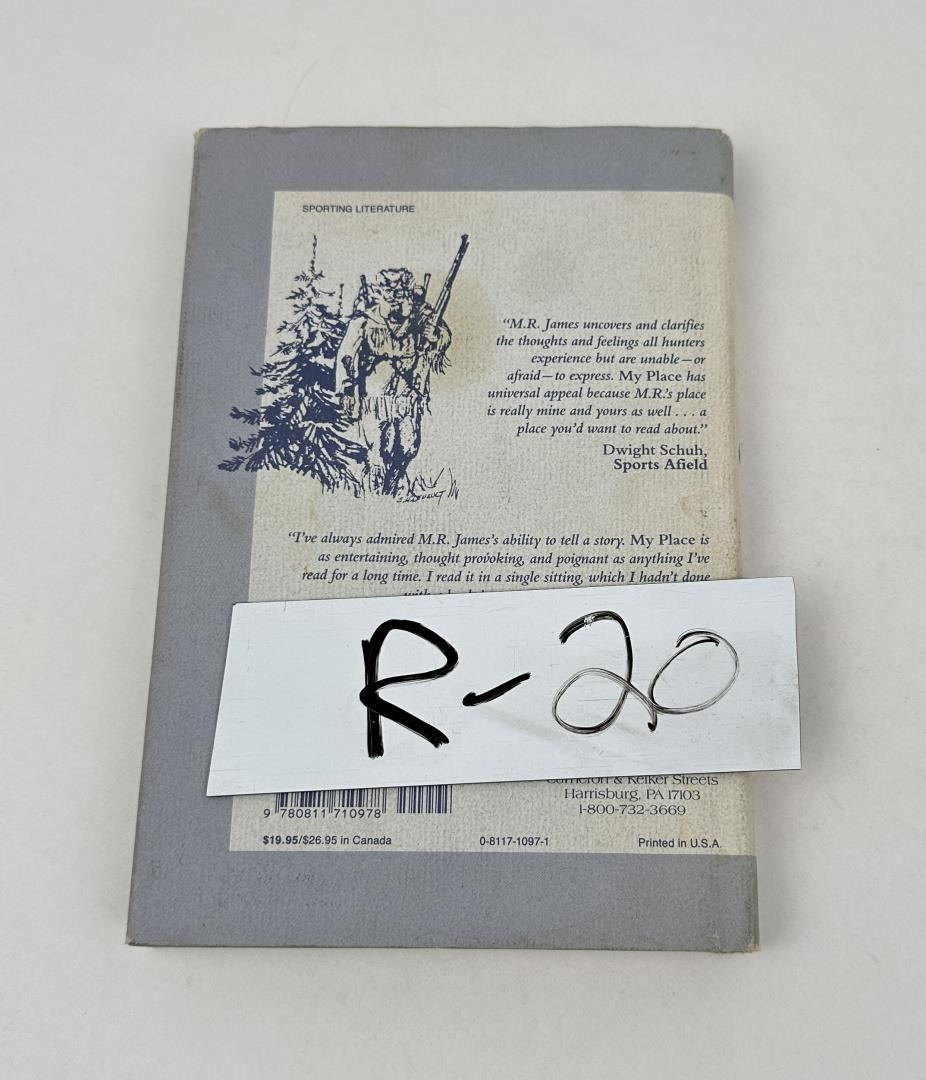 SPORTING LITERATURE
"M.R. James uncovers and clarifies
the thoughts and feelings all hunters
experience but are unable—or
afraid—to express. My Place has
universal appeal because M.R.'s place
is really mine and yours as well . . . a
place you'd want to read about."
Dwight Schuh,
Sports Afield
"I've always admired M.R. James's ability to tell a story. My Place is
as entertaining, thought provoking, and poignant as anything I've
read for a long time. I read it in a single sitting, which I hadn't done
R-20
Cameron & Kelker Streets
Harrisburg, PA 17103
1-800-732-3669
9 780811 710978
$19.95/$26.95 in Canada
0-8117-1097-1
Printed in U.S.A.